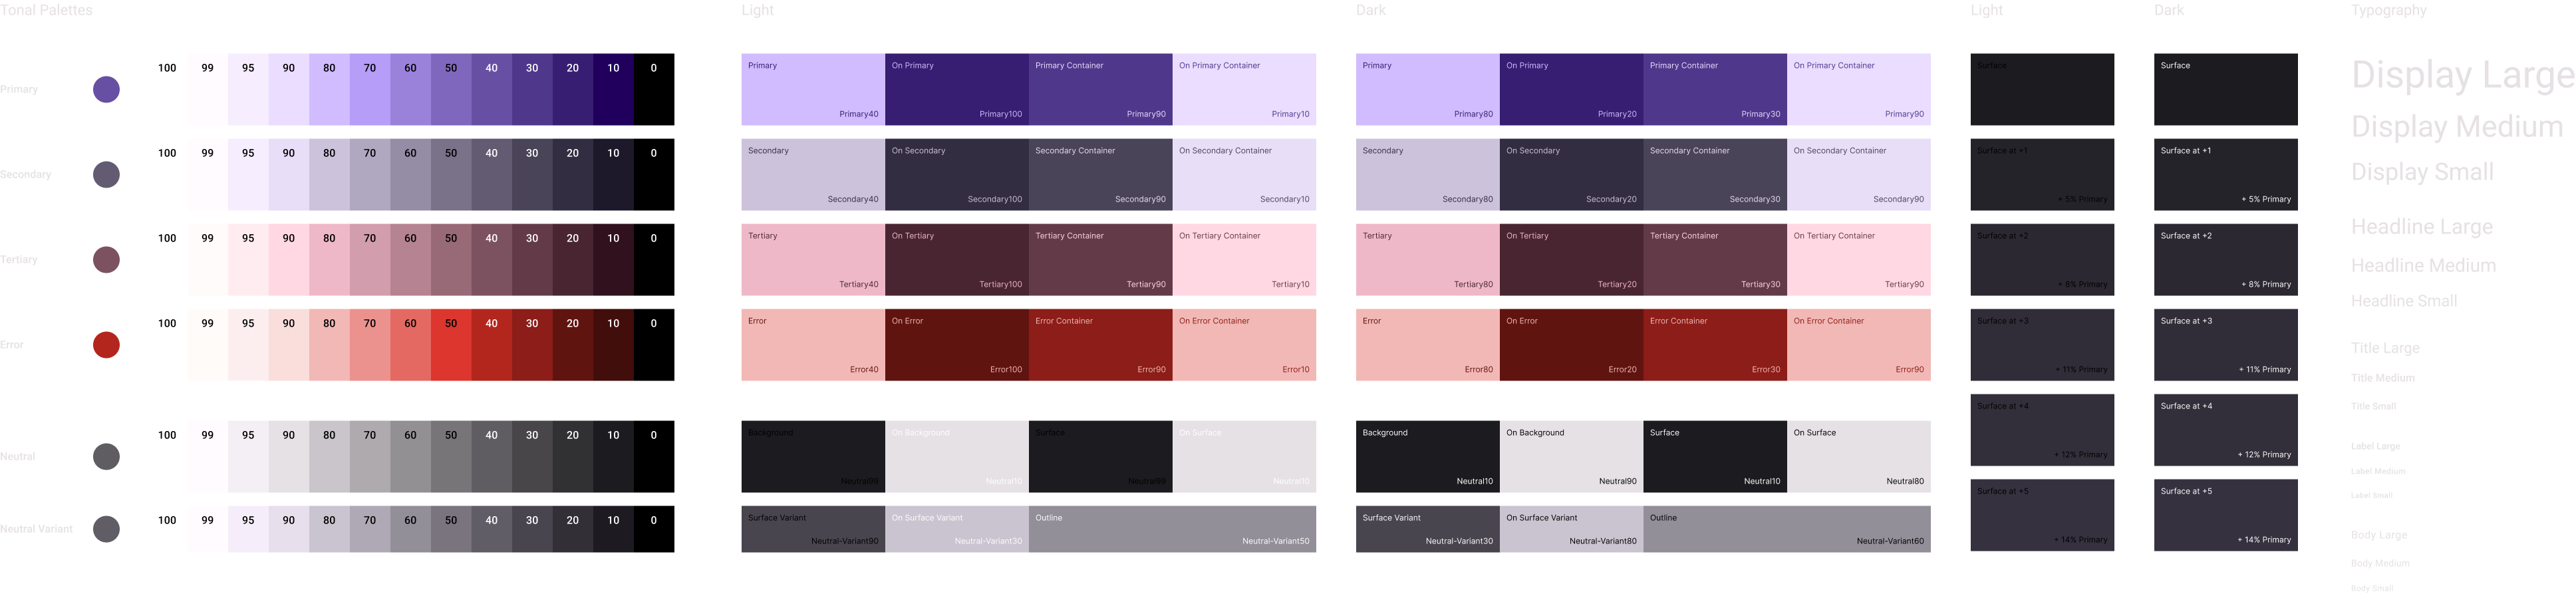 Tonal Palettes
Primary
100 99 95 90 80 70 60 50 40 30 20 10 0
Secondary
100 99 95 90 80 70 60 50 40 30 20 10 0
Tertiary
100 99 95 90 80 70 60 50 40 30 20 10 0
Error
100 99 95 90 80 70 60 50 40 30 20 10 0
Neutral
100 99 95 90 80 70 60 50 40 30 20 10 0
Neutral Variant
100 99 95 90 80 70 60 50 40 30 20 10 0
Light
Primary On Primary Primary Container On Primary Container
Primary40 Primary100 Primary90 Primary10
Secondary On Secondary Secondary Container On Secondary Container
Secondary40 Secondary100 Secondary90 Secondary10
Tertiary On Tertiary Tertiary Container On Tertiary Container
Tertiary40 Tertiary100 Tertiary90 Tertiary10
Error On Error Error Container On Error Container
Error40 Error100 Error90 Error10
Background On Background Surface On Surface
Neutral99 Neutral10 Neutral99 Neutral10
Surface Variant On Surface Variant Outline
Neutral-Variant90 Neutral-Variant30 Neutral-Variant50
Dark
Primary On Primary Primary Container On Primary Container
Primary80 Primary20 Primary30 Primary90
Secondary On Secondary Secondary Container On Secondary Container
Secondary80 Secondary20 Secondary30 Secondary90
Tertiary On Tertiary Tertiary Container On Tertiary Container
Tertiary80 Tertiary20 Tertiary30 Tertiary90
Error On Error Error Container On Error Container
Error80 Error20 Error30 Error90
Background On Background Surface On Surface
Neutral10 Neutral90 Neutral10 Neutral80
Surface Variant On Surface Variant Outline
Neutral-Variant30 Neutral-Variant80 Neutral-Variant60
Light
Surface
Surface at +1
+ 5% Primary
Surface at +2
+ 8% Primary
Surface at +3
+ 11% Primary
Surface at +4
+ 12% Primary
Surface at +5
+ 14% Primary
Dark
Surface
Surface at +1
+ 5% Primary
Surface at +2
+ 8% Primary
Surface at +3
+ 11% Primary
Surface at +4
+ 12% Primary
Surface at +5
+ 14% Primary
Typography
Display Large
Display Medium
Display Small
Headline Large
Headline Medium
Headline Small
Title Large
Title Medium
Title Small
Label Large
Label Medium
Label Small
Body Large
Body Medium
Body Small